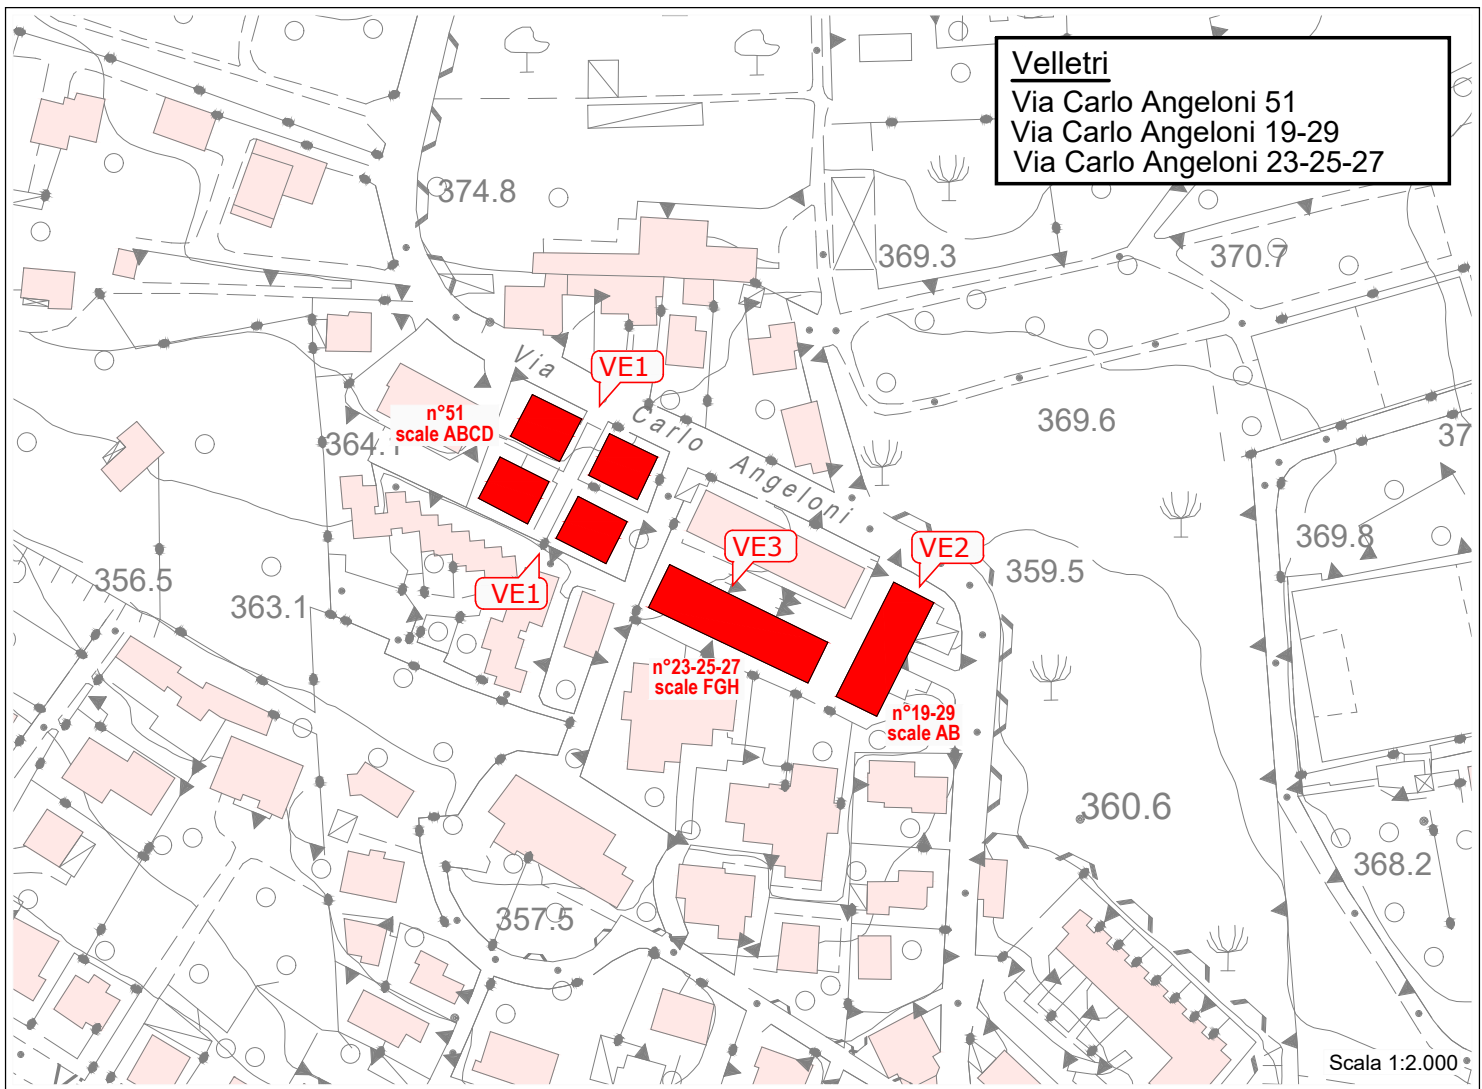 Velletri
Via Carlo Angeloni 51
Via Carlo Angeloni 19-29
Via Carlo Angeloni 23-25-27
374.8
369.3
370.7
Via Carlo Angeloni
VE1
n°51
scale ABCD
364.1
369.6
37
369.8
VE3
VE2
359.5
356.5
363.1
VE1
n°23-25-27
scale FGH
n°19-29
scale AB
360.6
368.2
357.5
Scala 1:2.000